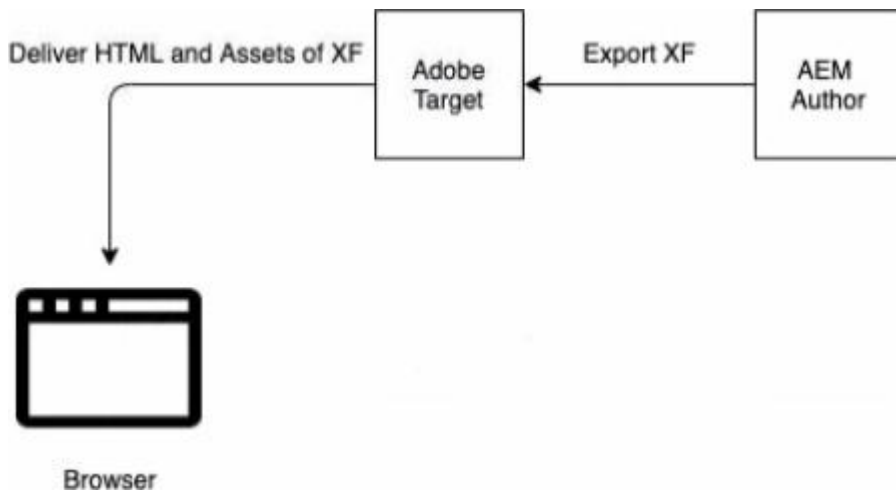 Deliver HTML and Assets of XF
Adobe
Target
Export XF
AEM
Author
Browser